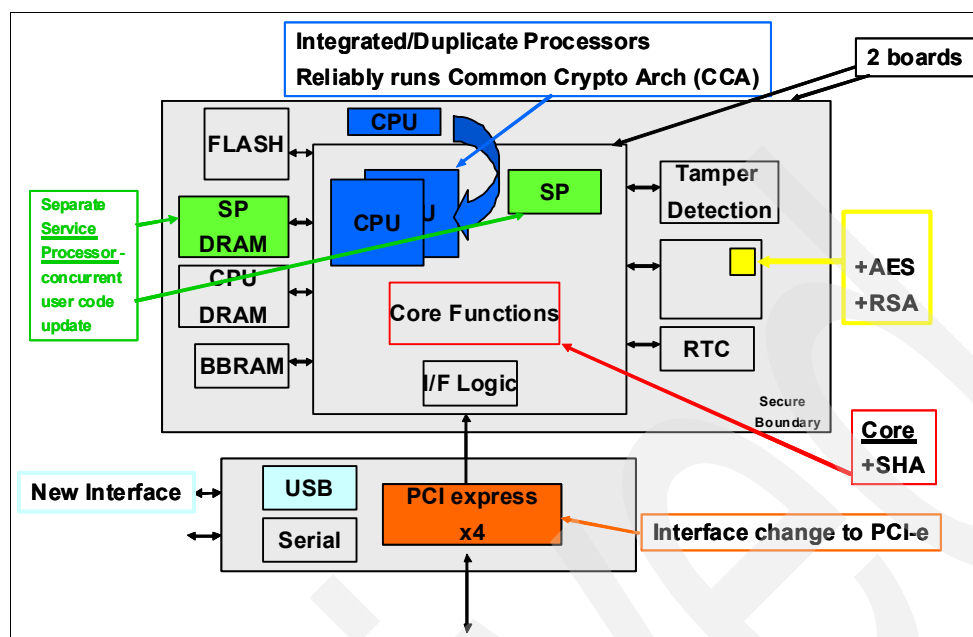 Integrated/Duplicate Processors
Reliably runs Common Crypto Arch (CCA)
2 boards
CPU
FLASH
SP
DRAM
CPU
DRAM
BBRAM
CPU
U
SP
Core Functions
I/F Logic
Tamper
Detection
RTC
Secure
Boundary
Separate
Service
Processor -
concurrent
user code
update
+AES
+RSA
Core
+SHA
New Interface
USB
Serial
PCI express
x4
Interface change to PCI-e